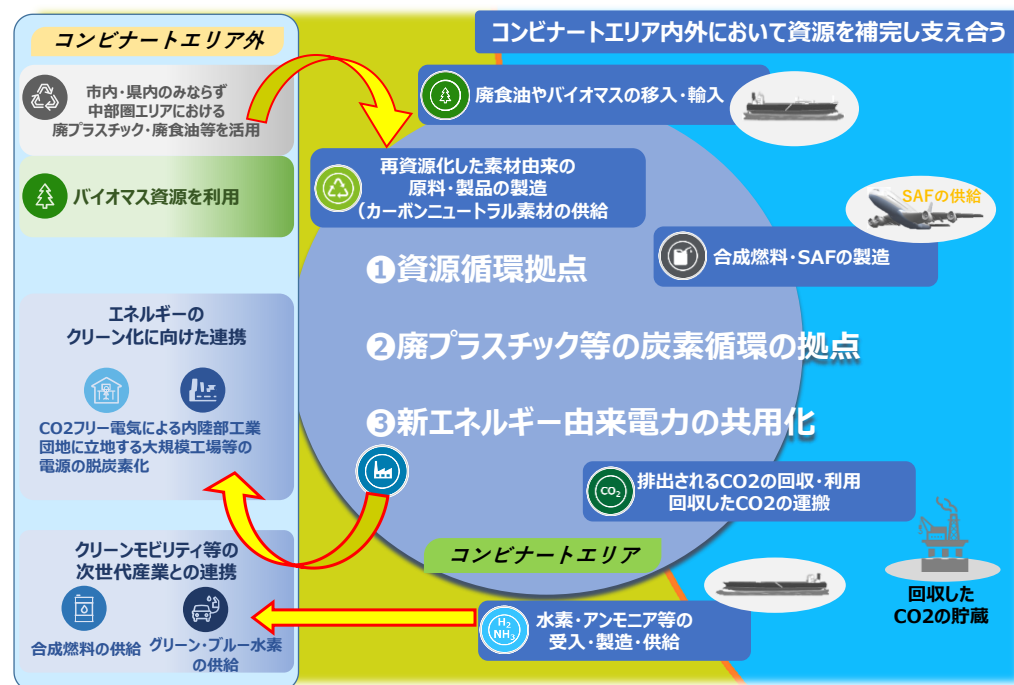 コンビナートエリア外
市内・県内のみならず
中部圏エリアにおける
廃プラスチック・廃食油等を活用
バイオマス資源を利用
エネルギーの
クリーン化に向けた連携
CO2フリー電気による内陸部工業
団地に立地する大規模工場等の
電源の脱炭素化
クリーンモビリティ等の
次世代産業との連携
合成燃料の供給
グリーン・ブルー水素
の供給
コンビナートエリア内外において資源を補完し支え合う
廃食油やバイオマスの移入・輸入
再資源化した素材由来の
原料・製品の製造
(カーボンニュートラル素材の供給
SAFの供給
合成燃料・SAFの製造
❶資源循環拠点
❷廃プラスチック等の炭素循環の拠点
❸新エネルギー由来電力の共用化
CO2
排出されるCO2の回収・利用
回収したCO2の運搬
コンビナートエリア
回収した
CO2の貯蔵
H2
NH3
水素・アンモニア等の
受入・製造・供給